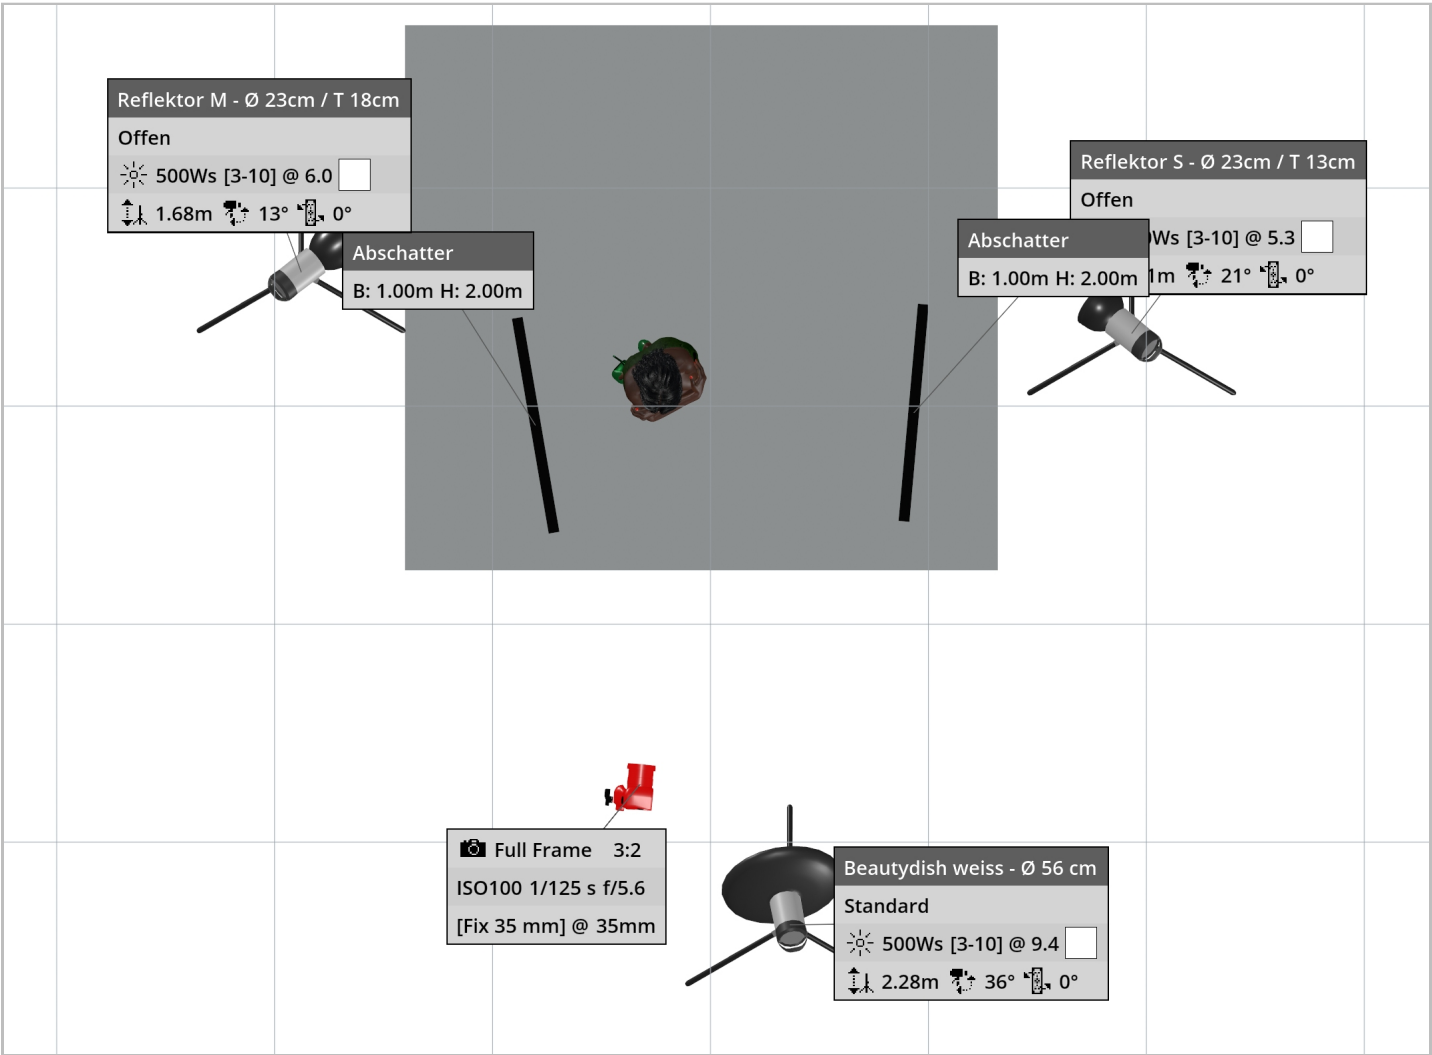 Reflektor M - Ø 23cm / T 18cm
Offen
500Ws [3-10] @ 6.0
1.68m 13° 0°
Abschatter
B: 1.00m H: 2.00m
Reflektor S - Ø 23cm / T 13cm
Offen
Ws [3-10] @ 5.3
1m 21° 0°
Abschatter
B: 1.00m H: 2.00m
Full Frame 3:2
ISO100 1/125 s f/5.6
[Fix 35 mm] @ 35mm
Beautydish weiss - Ø 56 cm
Standard
500Ws [3-10] @ 9.4
2.28m 36° 0°